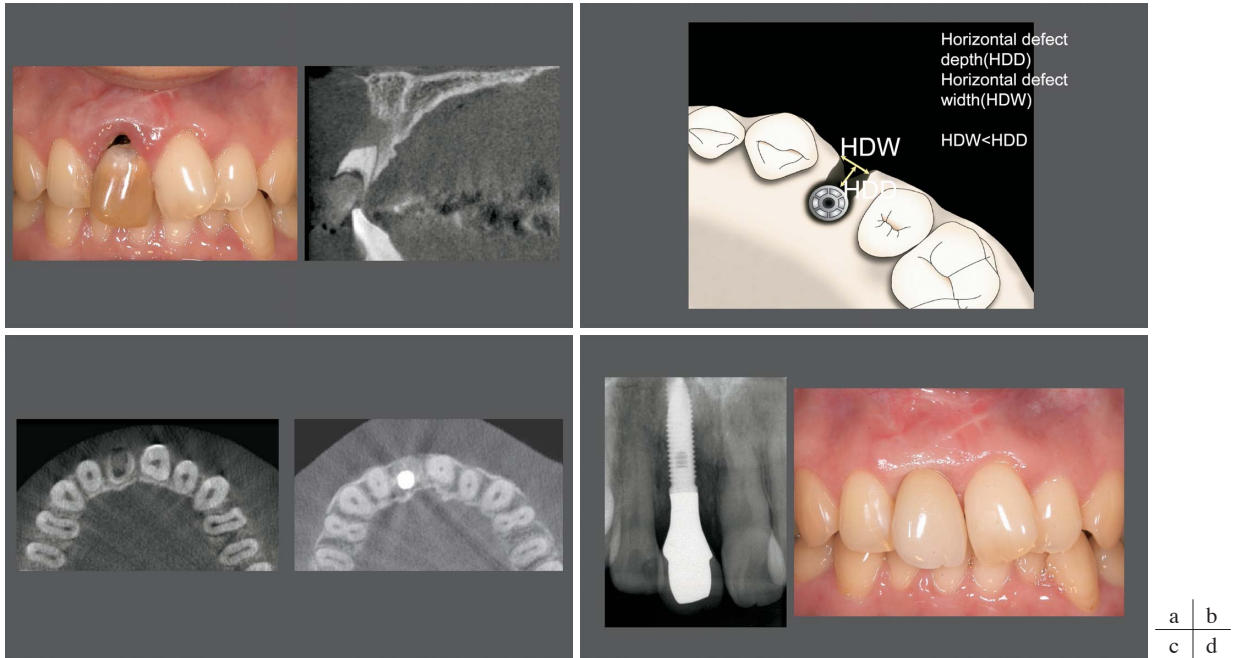 Horizontal defect
depth(HDD)
Horizontal defect
width(HDW)
HDW<HDD
HDW
HDD
a b
c d